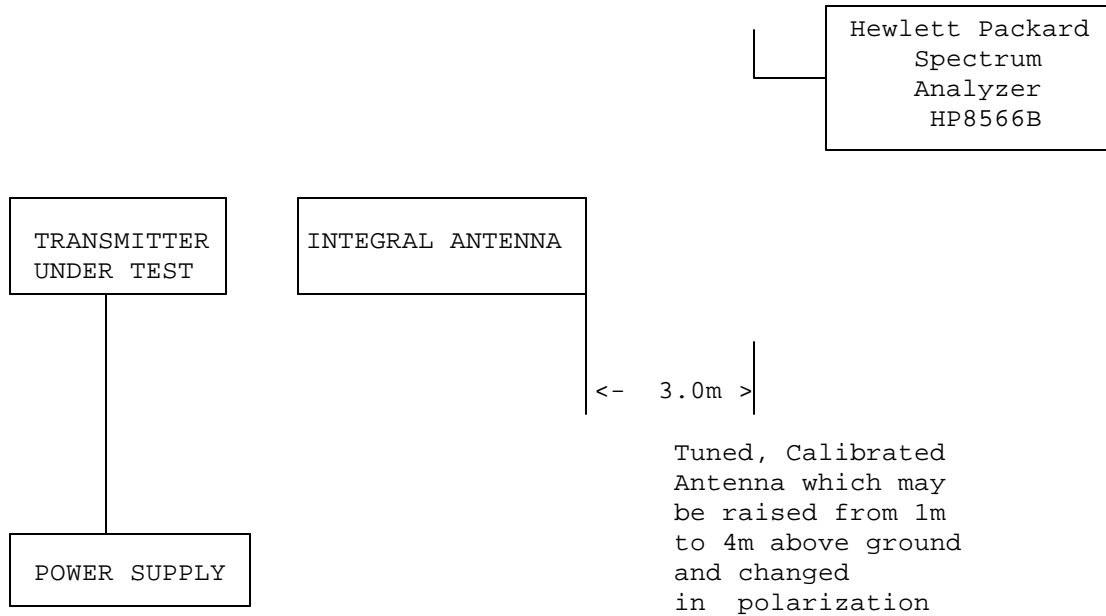 Hewlett Packard
Spectrum
Analyzer
HP8566B
TRANSMITTER
UNDER TEST
INTEGRAL ANTENNA
<- 3.0m >
Tuned, Calibrated
Antenna which may
be raised from 1m
to 4m above ground
and changed
in polarization
POWER SUPPLY